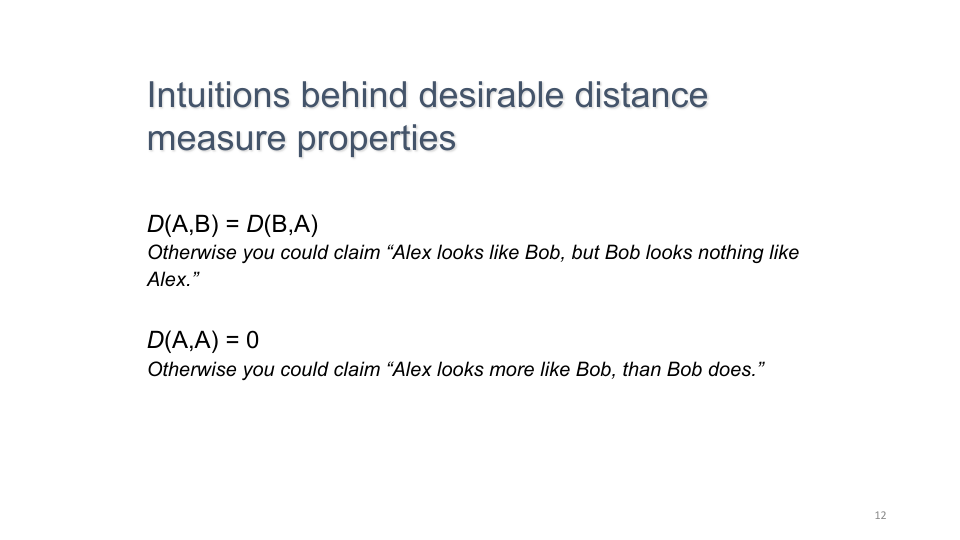 Intuitions behind desirable distance
measure properties
D(A,B) = D(B,A)
Otherwise you could claim “Alex looks like Bob, but Bob looks nothing like
Alex.”
D(A,A) = 0
Otherwise you could claim “Alex looks more like Bob, than Bob does.”
12